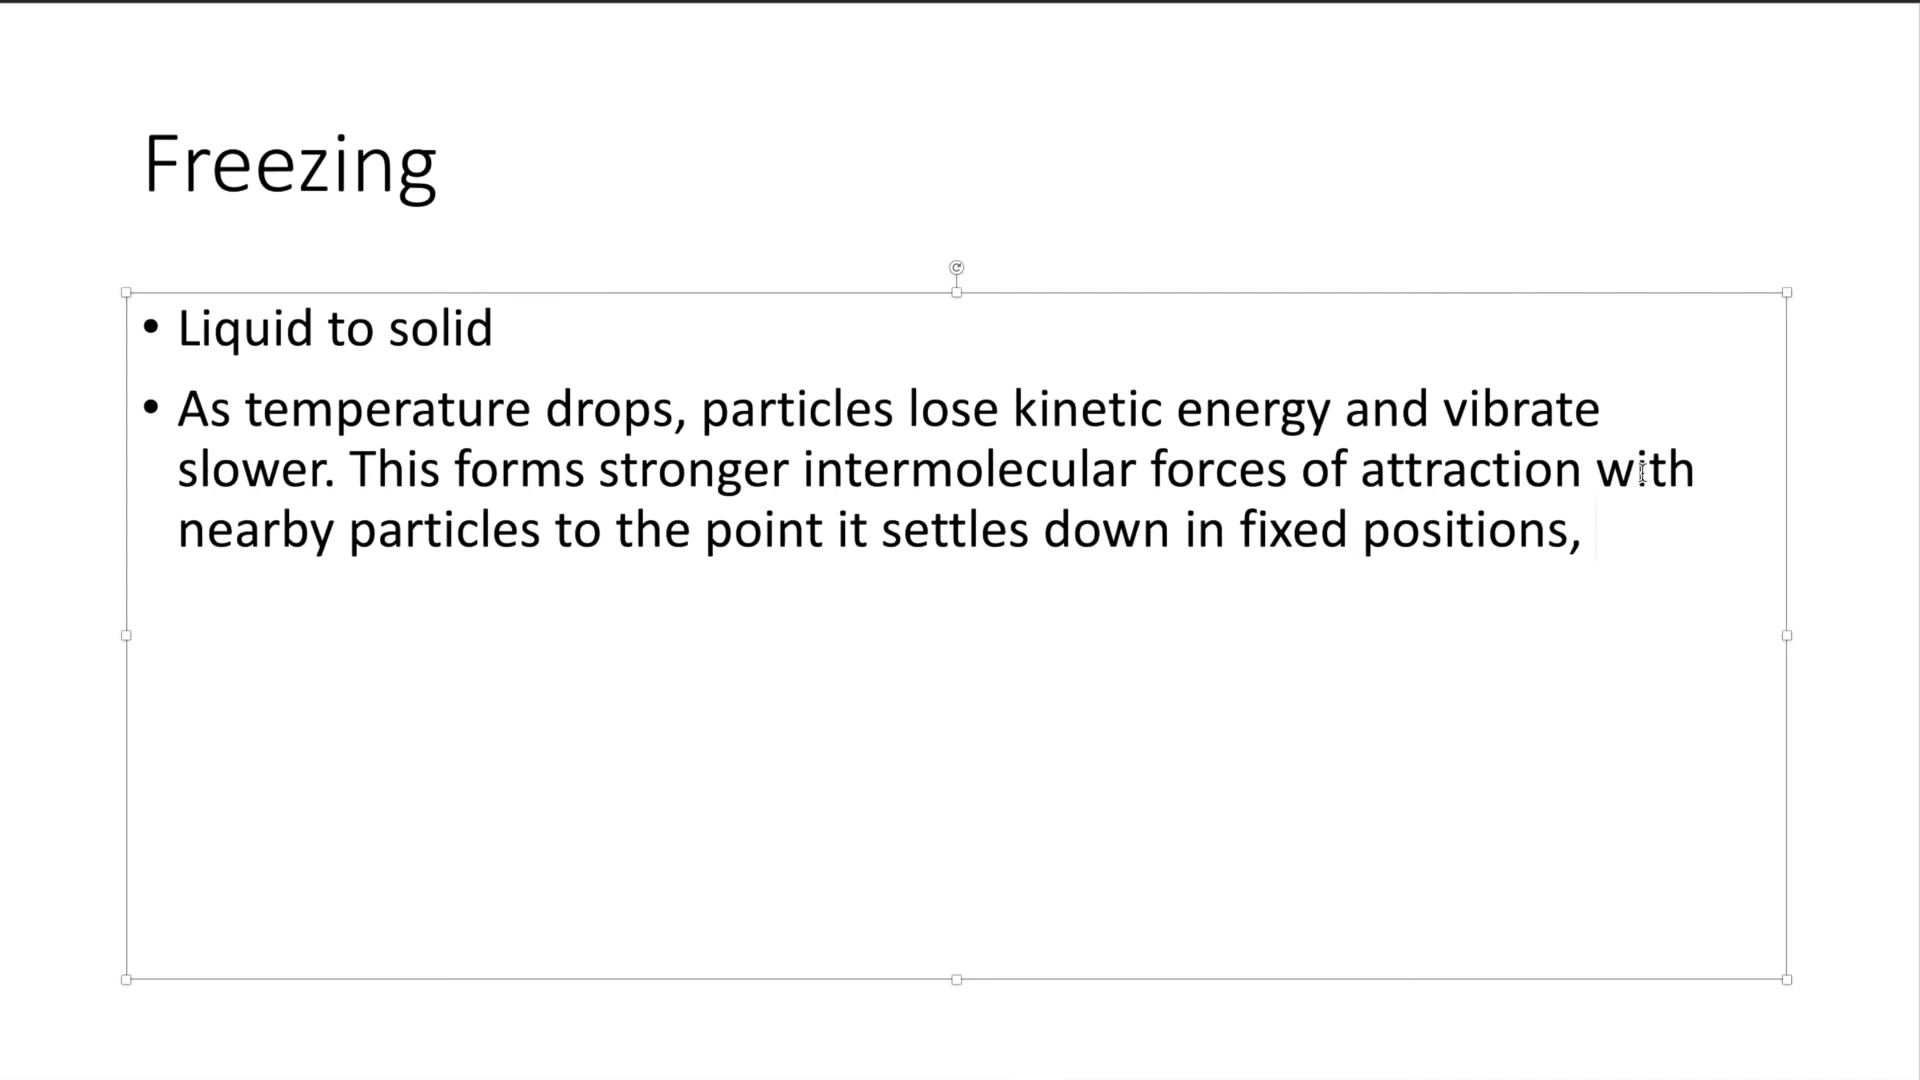 Freezing
• Liquid to solid
• As temperature drops, particles lose kinetic energy and vibrate
slower. This forms stronger intermolecular forces of attraction with
nearby particles to the point it settles down in fixed positions,